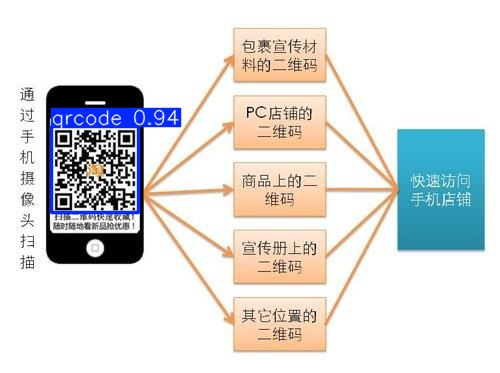 通过手机摄像头扫描
qrcode 0.94
淘
扫描二维码快速收藏!
随时随地看新品抢优惠!
包裹宣传材
料的二维码
PC店铺的
二维码
商品上的二
维码
宣传册上的
二维码
其它位置的
二维码
快速访问
手机店铺